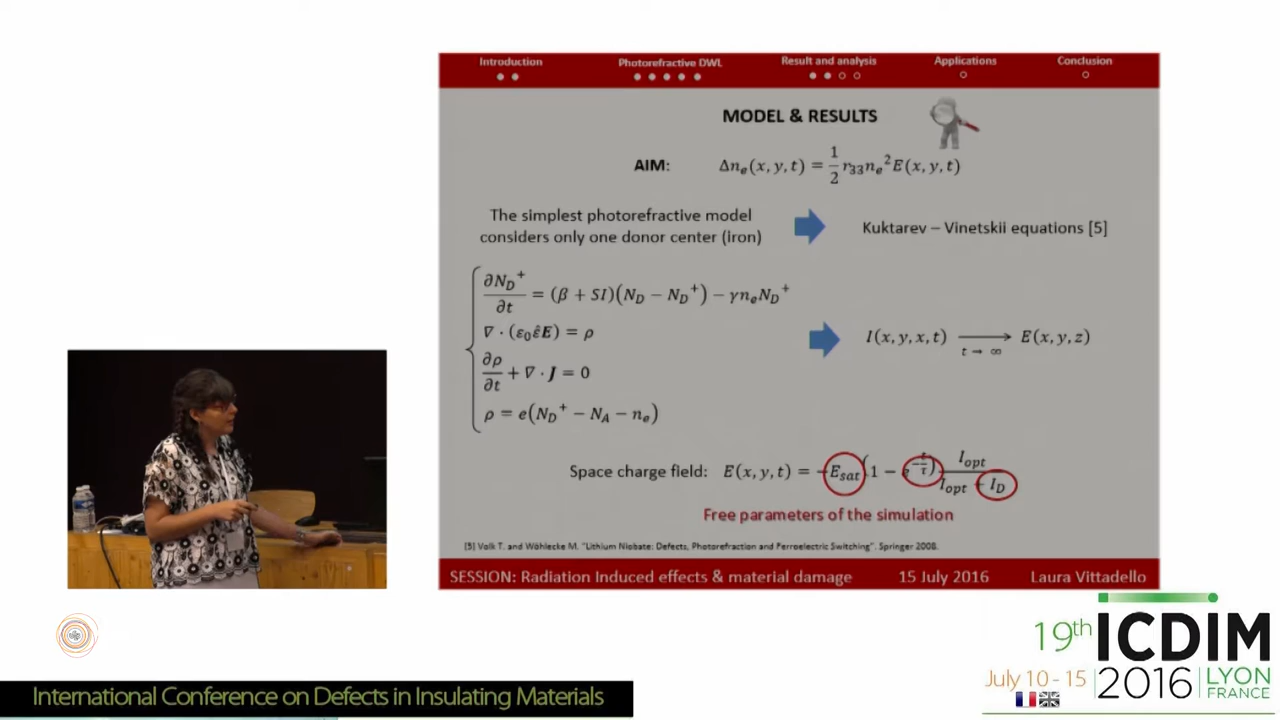 Introduction Photorefractive DWL Result and analysis Applications Conclusion
MODEL & RESULTS
AIM: Δnₑ(x, y, t) = 1/2 r₃₃nₑ²E(x, y, t)
The simplest photorefractive model
considers only one donor center (iron)
Kuktarev – Vinetskii equations [5]
∂N_D⁺/∂t = (β + SI)(N_D − N_D⁺) − γnₑN_D⁺
∇ · (ε₀ε̂E) = ρ
∂ρ/∂t + ∇ · J = 0
ρ = e(N_D⁺ − N_A − nₑ)
I(x, y, x, t) ⟶ E(x, y, z)
t → ∞
Space charge field: E(x, y, t) = −E_sat(1 − e^(−t/τ)) I_opt/(I_opt + I_D)
Free parameters of the simulation
[5] Volk T. and Wöhlecke M. "Lithium Niobate: Defects, Photorefraction and Ferroelectric Switching". Springer 2008.
SESSION: Radiation Induced effects & material damage 15 July 2016 Laura Vittadello
19th ICDIM
July 10 - 15 2016 LYON
FRANCE
International Conference on Defects in Insulating Materials